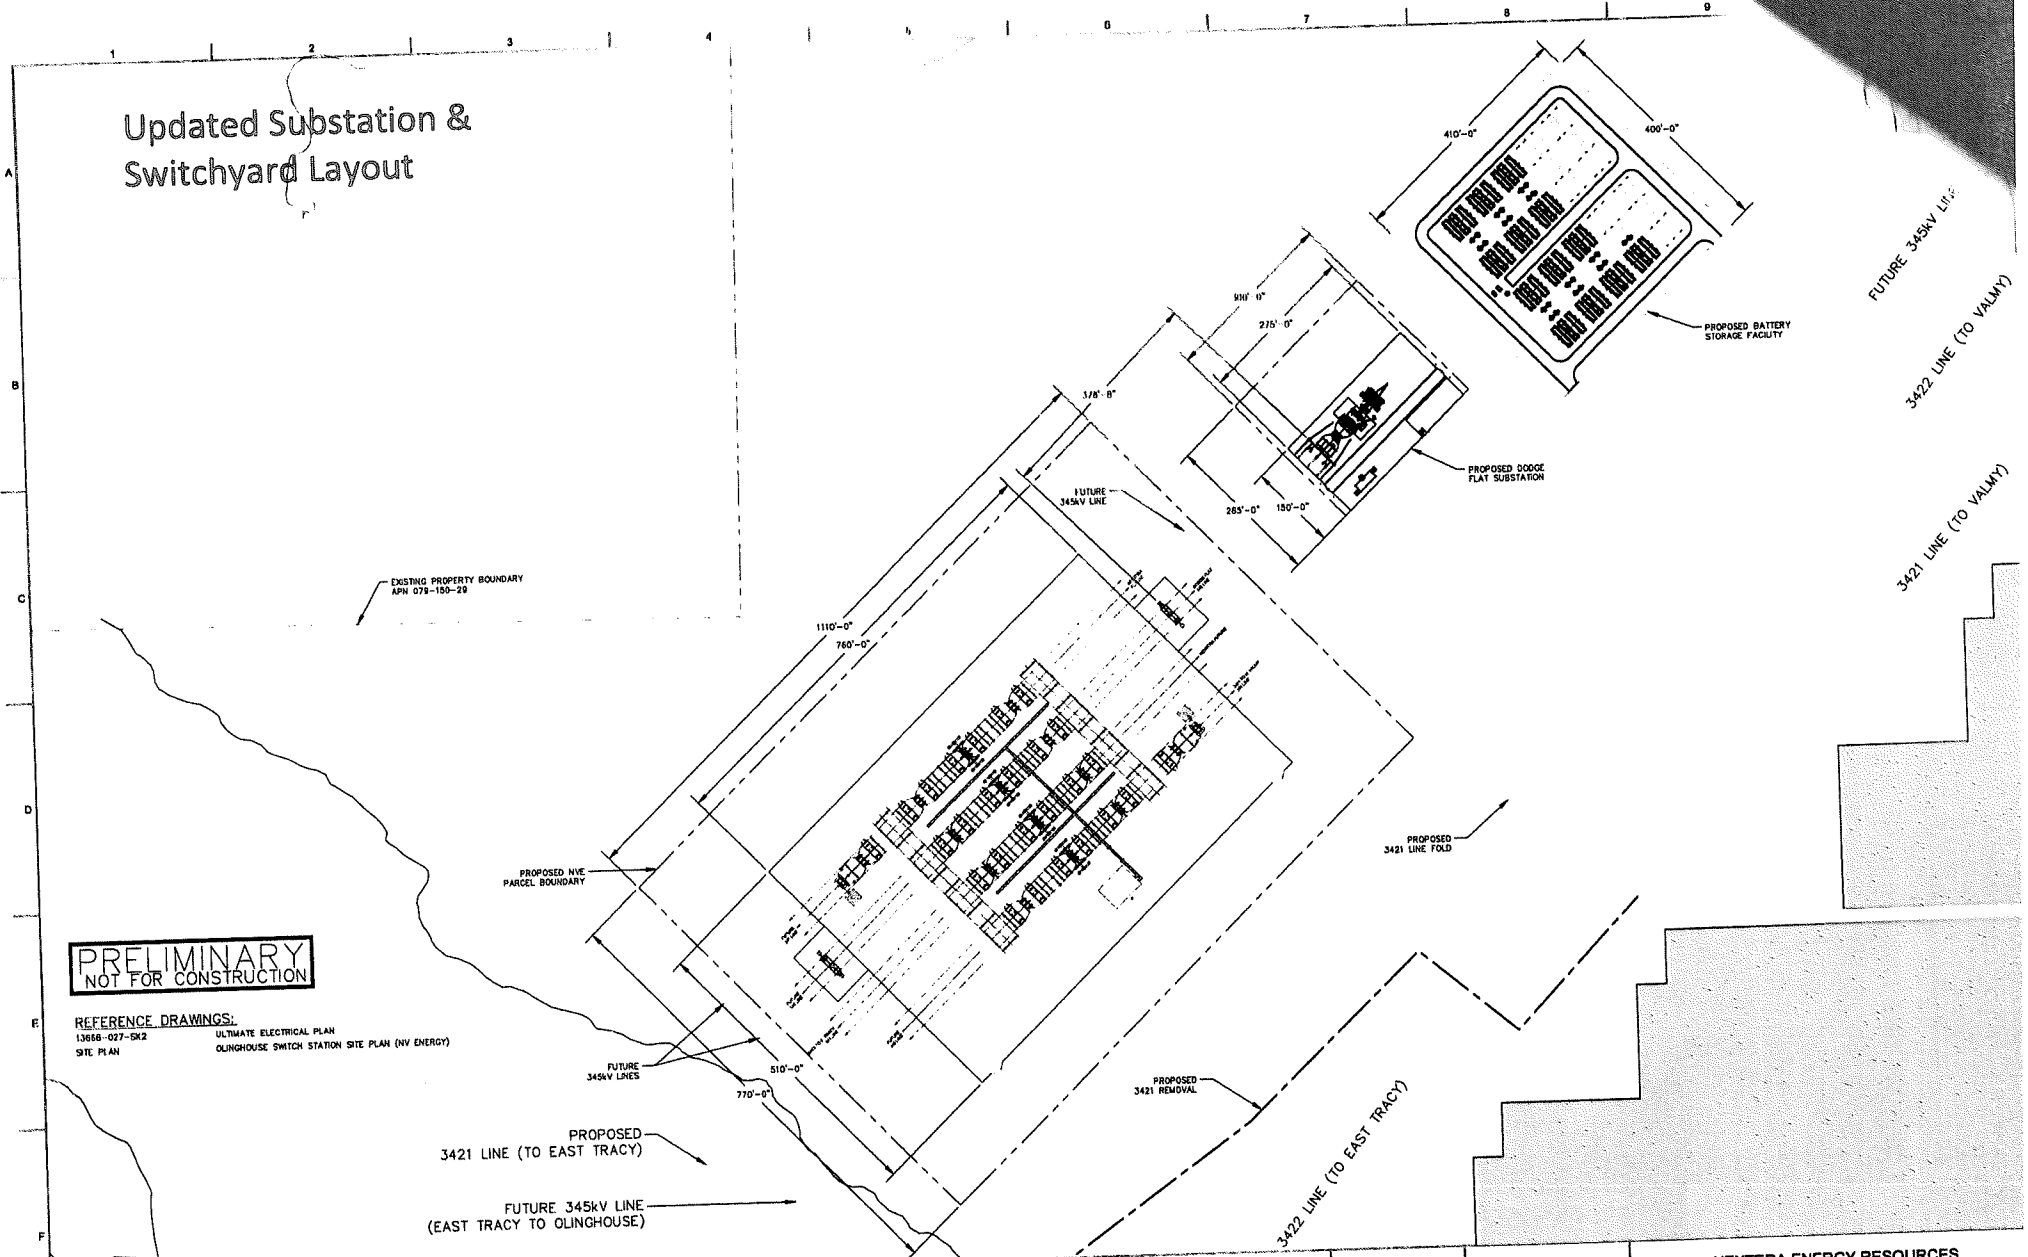 1 2 3 4 5 6 7 8 9
A
B
C
D
E
F
Updated Substation &
Switchyard Layout
410'-0"
400'-0"
FUTURE 345kV LINE
3422 LINE (TO VALMY)
3421 LINE (TO VALMY)
PROPOSED BATTERY
STORAGE FACILITY
275'-0"
378'-8"
PROPOSED DODGE
FLAT SUBSTATION
265'-0"
150'-0"
FUTURE
345kV LINE
EXISTING PROPERTY BOUNDARY
APN 079-150-29
1110'-0"
760'-0"
PROPOSED
3421 LINE FOLD
PROPOSED NVE
PARCEL BOUNDARY
PRELIMINARY
NOT FOR CONSTRUCTION
REFERENCE DRAWINGS:
ULTIMATE ELECTRICAL PLAN
SITE PLAN OLINGHOUSE SWITCH STATION SITE PLAN (NV ENERGY)
FUTURE
345kV LINES
510'-0"
770'-0"
PROPOSED
3421 REMOVAL
PROPOSED
3421 LINE (TO EAST TRACY)
FUTURE 345kV LINE
(EAST TRACY TO OLINGHOUSE)
3422 LINE (TO EAST TRACY)
NEXTERA ENERGY RESOURCES